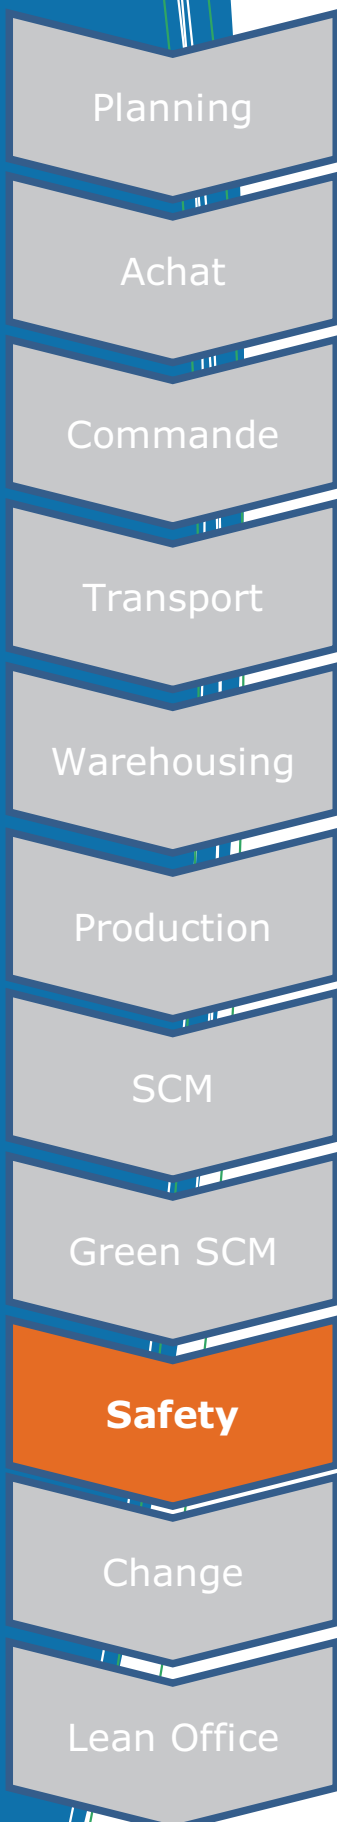 Planning
Achat
Commande
Transport
Warehousing
Production
SCM
Green SCM
Safety
Change
Lean Office